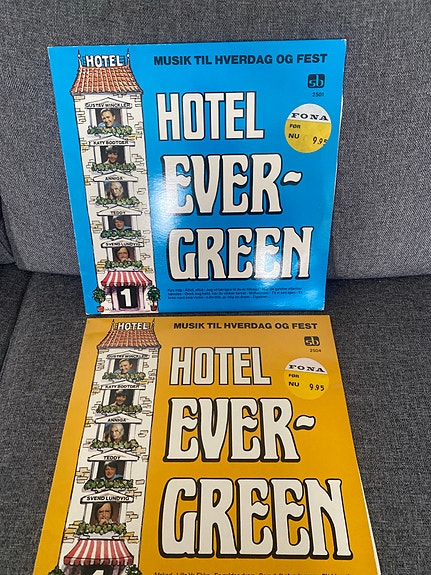 HOTEL
MUSIK TIL HVERDAG OG FEST
sb
2501
GUSTAV WINCKLER
KATY BØDTGER
ANNIGA
TEDDY
SVEND LUNDVIG
1
HOTEL
EVER-
GREEN
FONA
FØR
NU 9.95
HOTEL
MUSIK TIL HVERDAG OG FEST
sb
2504
GUSTAV WINCKLER
KATY BØDTGER
ANNIGA
TEDDY
SVEND LUNDVIG
HOTEL
EVER-
GREEN
FONA
FØR
NU 9.95